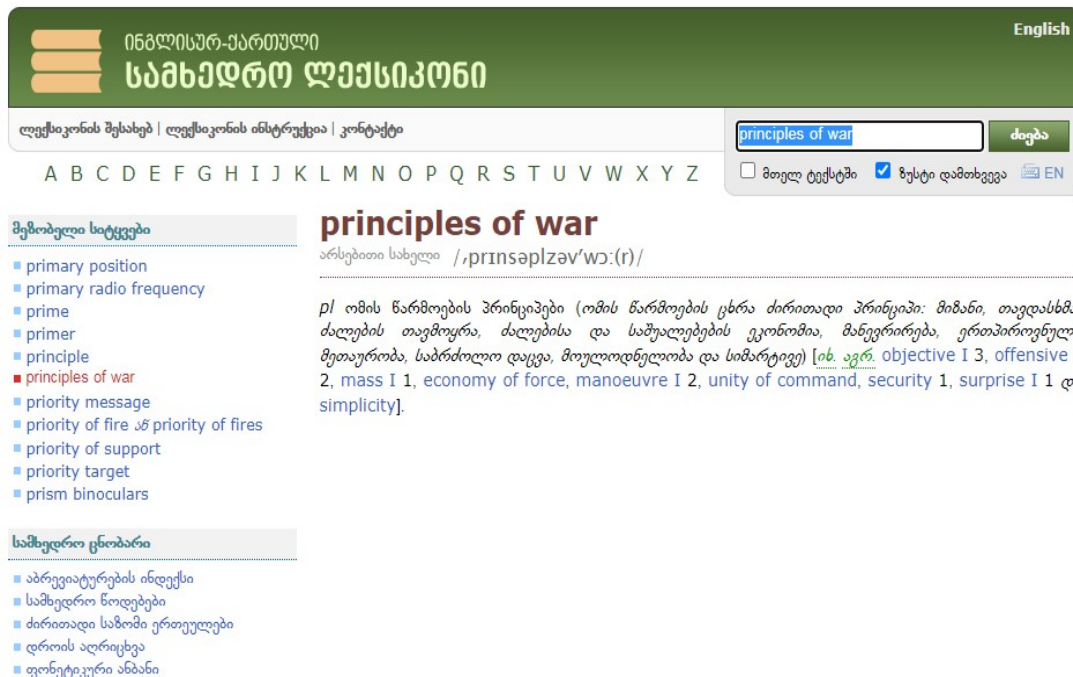 English
ინგლისურ-ქართული
სამხედრო ლექსიკონი
ლექსიკონის შესახებ | ლექსიკონის ინსტრუქცია | კონტაქტი
principles of war
ძიება
A B C D E F G H I J K L M N O P Q R S T U V W X Y Z
მთელ ტექსტში ზუსტი დამთხვევა EN
მეზობელი სიტყვები
primary position
primary radio frequency
prime
primer
principle
principles of war
priority message
priority of fire ან priority of fires
priority of support
priority target
prism binoculars
სამხედრო ცნობარი
აბრევიატურების ინდექსი
სამხედრო წოდებები
ძირითადი საზომი ერთეულები
დროის აღრიცხვა
ფონეტიკური ანბანი
principles of war
არსებითი სახელი /ˌprɪnsəplzəvˈwɔ:(r)/
pl ომის წარმოების პრინციპები (ომის წარმოების ცხრა ძირითადი პრინციპი: მიზანი, თავდასხმა
ძალების თავმოყრა, ძალებისა და საშუალებების ეკონომია, მანევრირება, ერთპიროვნულ
მეთაურობა, საბრძოლო დაცვა, მოულოდნელობა და სიმარტივე) [იხ. აგრ. objective I 3, offensive
2, mass I 1, economy of force, manoeuvre I 2, unity of command, security 1, surprise I 1 და
simplicity].